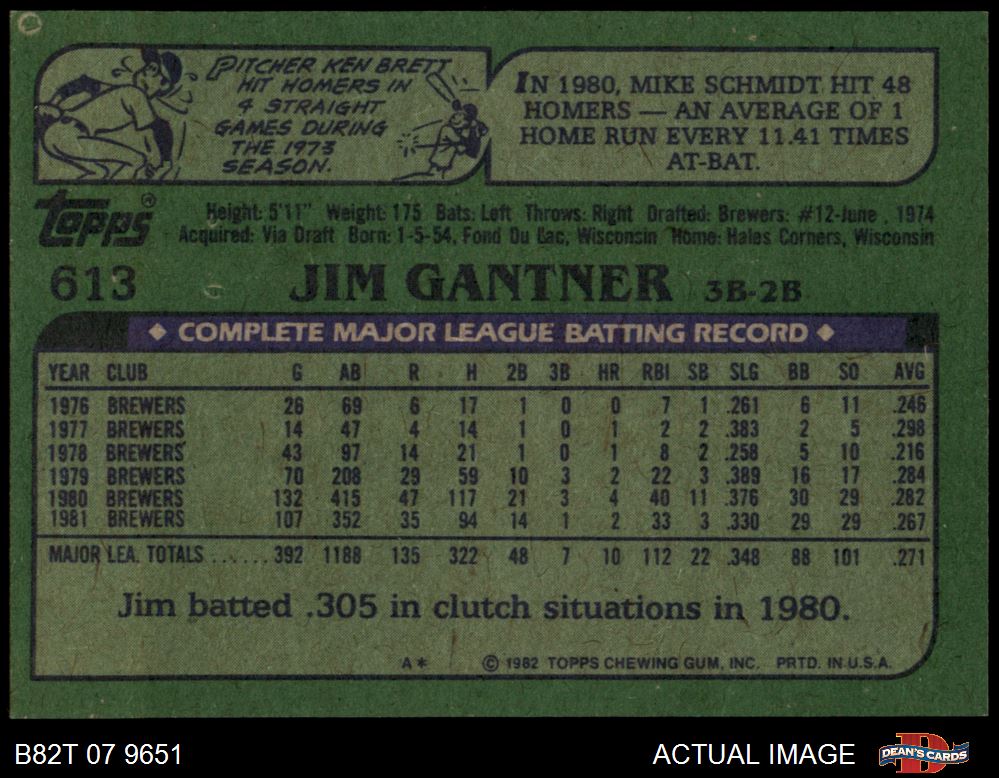 PITCHER KEN BRETT
HIT HOMERS IN
4 STRAIGHT
GAMES DURING
THE 1973
SEASON.
IN 1980, MIKE SCHMIDT HIT 48
HOMERS — AN AVERAGE OF 1
HOME RUN EVERY 11.41 TIMES
AT-BAT.
Topps®
Height: 5'11" Weight: 175 Bats: Left Throws: Right Drafted: Brewers: #12-June, 1974
Acquired: Via Draft Born: 1-5-54, Fond Du Lac, Wisconsin Home: Hales Corners, Wisconsin
613 JIM GANTNER 3B-2B
◆ COMPLETE MAJOR LEAGUE BATTING RECORD ◆
YEAR CLUB G AB R H 2B 3B HR RBI SB SLG BB SO AVG
1976 BREWERS 26 69 6 17 1 0 0 7 1 .261 6 11 .246
1977 BREWERS 14 47 4 14 1 0 1 2 2 .383 2 5 .298
1978 BREWERS 43 97 14 21 1 0 1 8 2 .258 5 10 .216
1979 BREWERS 70 208 29 59 10 3 2 22 3 .389 16 17 .284
1980 BREWERS 132 415 47 117 21 3 4 40 11 .376 30 29 .282
1981 BREWERS 107 352 35 94 14 1 2 33 3 .330 29 29 .267
MAJOR LEA. TOTALS ...... 392 1188 135 322 48 7 10 112 22 .348 88 101 .271
Jim batted .305 in clutch situations in 1980.
A* © 1982 TOPPS CHEWING GUM, INC. PRTD. IN U.S.A.
B82T 07 9651 ACTUAL IMAGE DEAN'S CARDS